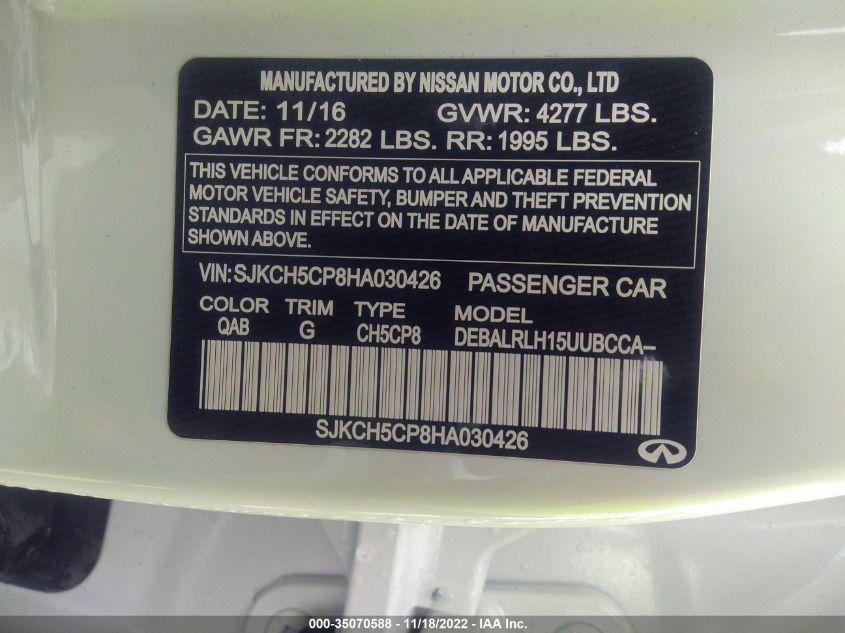 MANUFACTURED BY NISSAN MOTOR CO., LTD
DATE: 11/16 GVWR: 4277 LBS.
GAWR FR: 2282 LBS. RR: 1995 LBS.
THIS VEHICLE CONFORMS TO ALL APPLICABLE FEDERAL
MOTOR VEHICLE SAFETY, BUMPER AND THEFT PREVENTION
STANDARDS IN EFFECT ON THE DATE OF MANUFACTURE
SHOWN ABOVE.
VIN: SJKCH5CP8HA030426 PASSENGER CAR
COLOR TRIM TYPE MODEL
QAB G CH5CP8 DEBALRLH15UUBCCA-
SJKCH5CP8HA030426
000-35070588 - 11/18/2022 - IAA Inc.